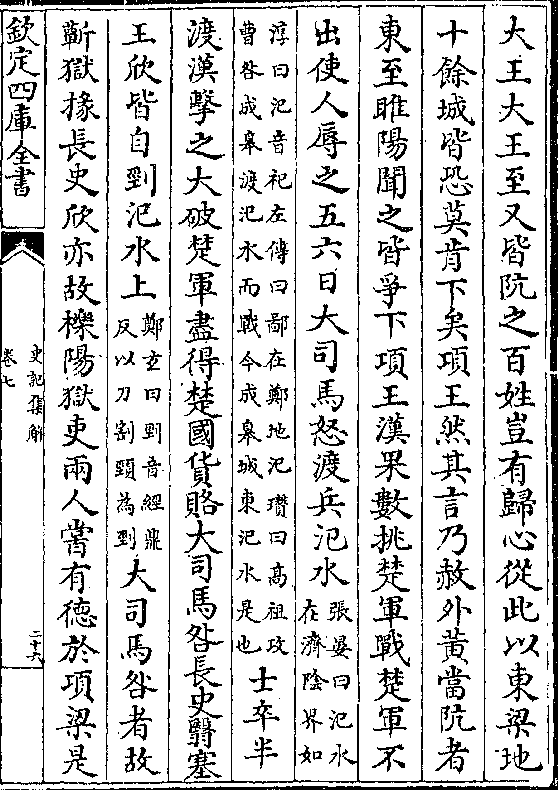 大王大王至又皆阬之百姓豈有歸心從此以東梁地
十餘城皆恐莫肯下矣項王然其言乃赦外黃當阬者
東至睢陽聞之皆爭下項王漢果數挑楚軍戰楚軍不
出使人辱之五六日大司馬怒渡兵氾水
張晏曰氾水
在濟陰界如
淳曰氾音祀左傳曰鄙在鄭地氾瓚曰高祖攻
曹咎成臯渡氾水而戰今成臯城東氾水是也
士卒半
渡漢擊之大破楚軍盡得楚國貨賂大司馬咎長史翳塞
王欣皆自剄氾水上
鄭玄曰剄音經鼎
反以刀割頸為剄
大司馬咎者故
蘄獄掾長史欣亦故櫟陽獄吏兩人嘗有德於項梁是
欽定四庫全書
史記集解
卷七
二十六